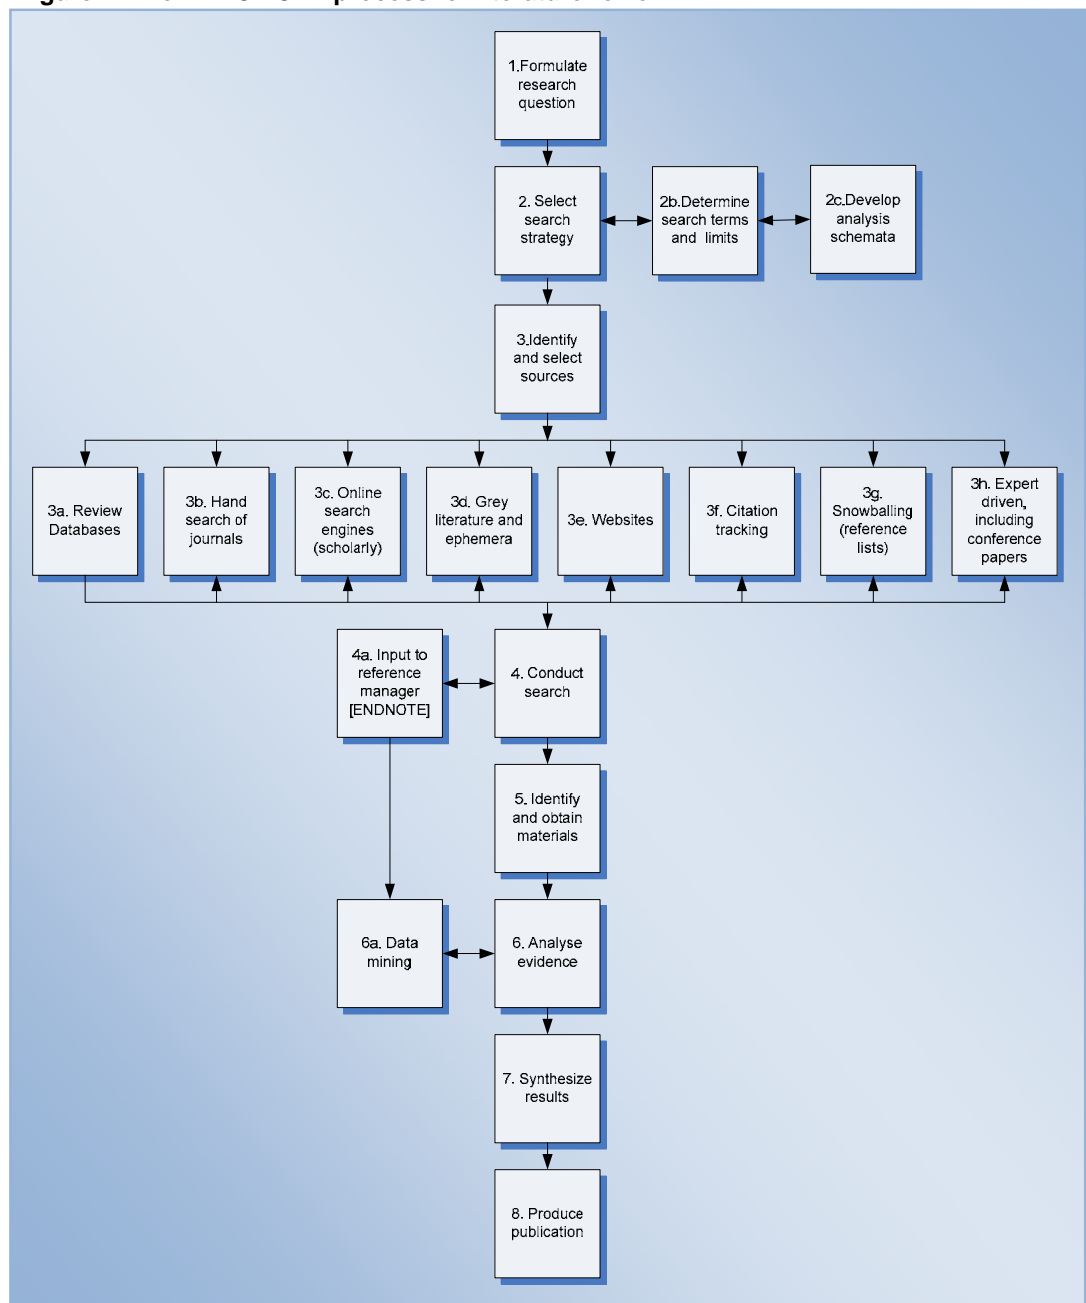 1.Formulate
research
question
2. Select
search
strategy
2b.Determine
search terms
and limits
2c.Develop
analysis
schemata
3.Identify
and select
sources
3a. Review
Databases
3b. Hand
search of
journals
3c. Online
search
engines
(scholarly)
3d. Grey
literature and
ephemera
3e. Websites
3f. Citation
tracking
3g.
Snowballing
(reference
lists)
3h. Expert
driven,
including
conference
papers
4a. Input to
reference
manager
[ENDNOTE]
4. Conduct
search
5. Identify
and obtain
materials
6a. Data
mining
6. Analyse
evidence
7. Synthesize
results
8. Produce
publication